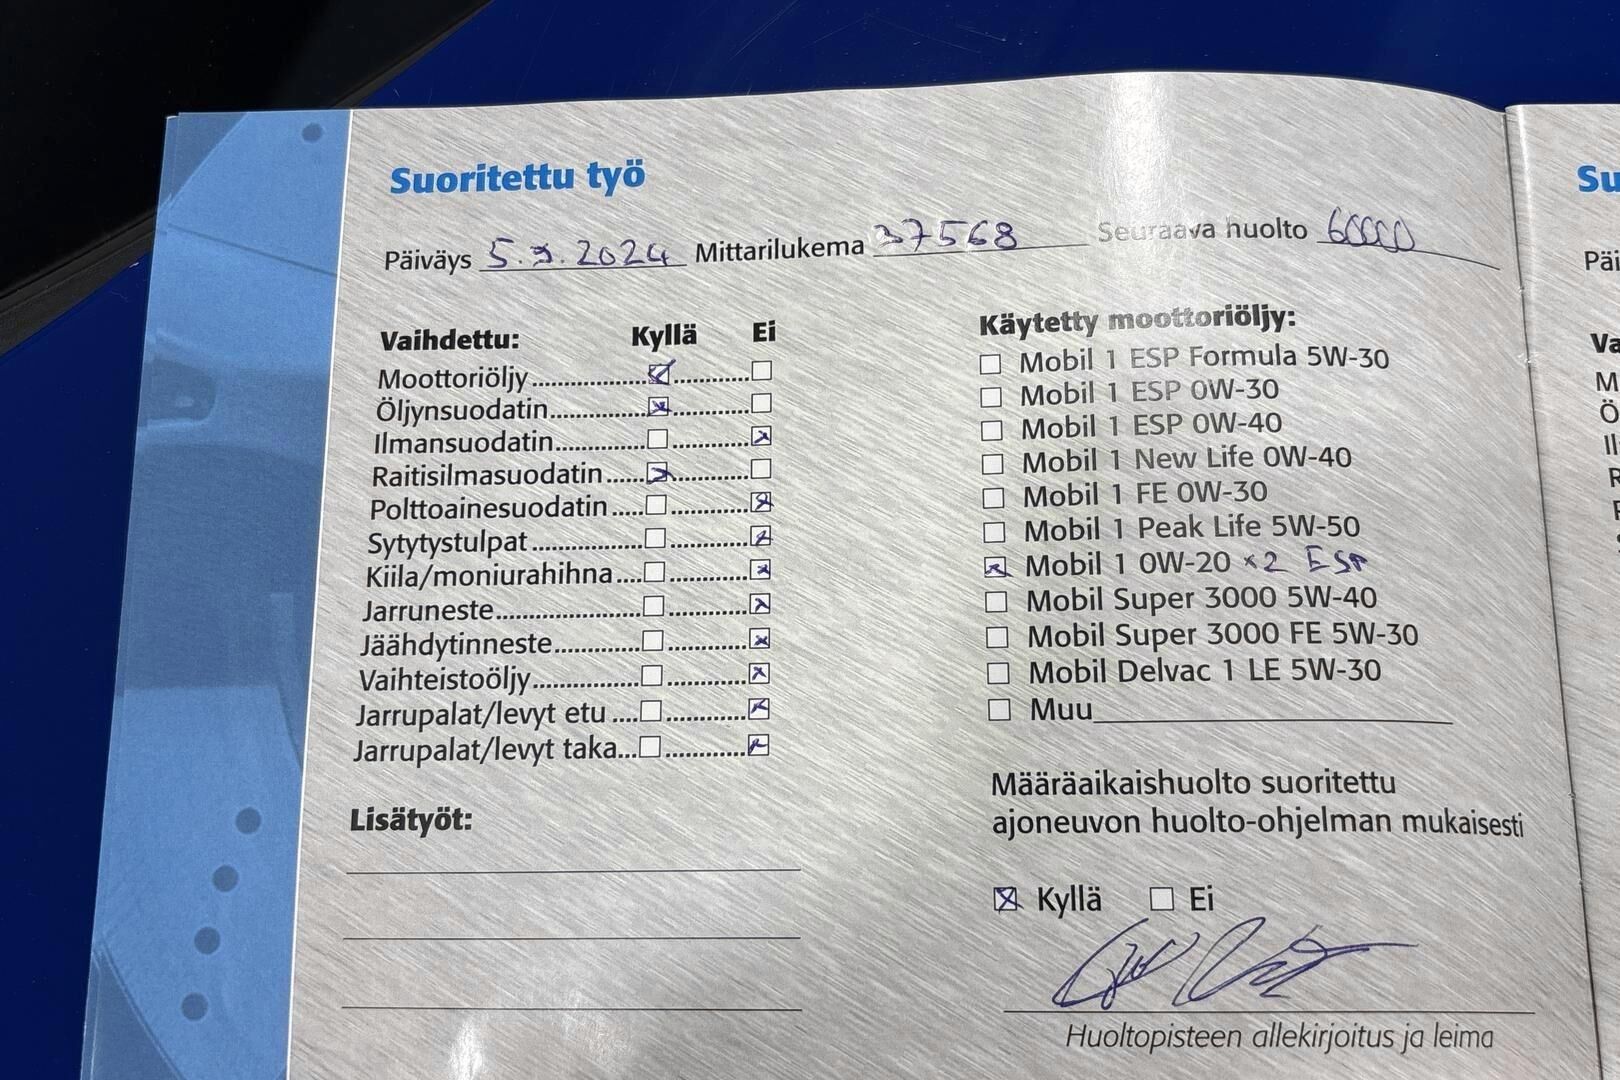 Suoritettu työ
Su
Päiväys 5.9.2024 Mittarilukema 37568 Seuraava huolto 60000
Päi
Vaihdettu: Kyllä Ei
Moottoriöljy
Öljynsuodatin
Ilmansuodatin
Raitisilmasuodatin
Polttoainesuodatin
Sytytystulpat
Kiila/moniurahihna
Jarruneste
Jäähdytinneste
Vaihteistoöljy
Jarrupalat/levyt etu
Jarrupalat/levyt taka
Lisätyöt:
Käytetty moottoriöljy:
Mobil 1 ESP Formula 5W-30
Mobil 1 ESP 0W-30
Mobil 1 ESP 0W-40
Mobil 1 New Life 0W-40
Mobil 1 FE 0W-30
Mobil 1 Peak Life 5W-50
Mobil 1 0W-20 x2 ESP
Mobil Super 3000 5W-40
Mobil Super 3000 FE 5W-30
Mobil Delvac 1 LE 5W-30
Muu
Määräaikaishuolto suoritettu
ajoneuvon huolto-ohjelman mukaisesti
Kyllä Ei
Huoltopisteen allekirjoitus ja leima
Va
M
Ö
Il
R